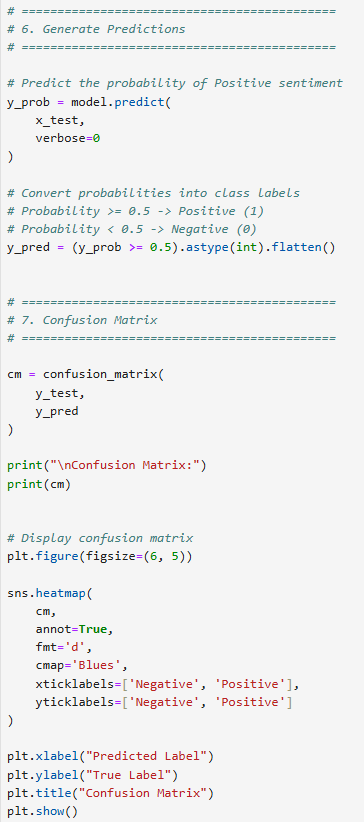 # ============================================
# 6. Generate Predictions
# ============================================
# Predict the probability of Positive sentiment
y_prob = model.predict(
    x_test,
    verbose=0
)
# Convert probabilities into class labels
# Probability >= 0.5 -> Positive (1)
# Probability < 0.5 -> Negative (0)
y_pred = (y_prob >= 0.5).astype(int).flatten()
# ============================================
# 7. Confusion Matrix
# ============================================
cm = confusion_matrix(
    y_test,
    y_pred
)
print("\nConfusion Matrix:")
print(cm)
# Display confusion matrix
plt.figure(figsize=(6, 5))
sns.heatmap(
    cm,
    annot=True,
    fmt='d',
    cmap='Blues',
    xticklabels=['Negative', 'Positive'],
    yticklabels=['Negative', 'Positive']
)
plt.xlabel("Predicted Label")
plt.ylabel("True Label")
plt.title("Confusion Matrix")
plt.show()